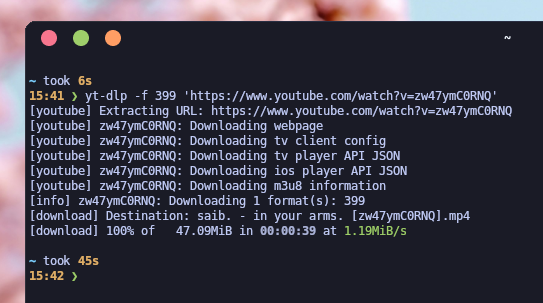 ~
~ took 6s
15:41 ❯ yt-dlp -f 399 'https://www.youtube.com/watch?v=zw47ymC0RNQ'
[youtube] Extracting URL: https://www.youtube.com/watch?v=zw47ymC0RNQ
[youtube] zw47ymC0RNQ: Downloading webpage
[youtube] zw47ymC0RNQ: Downloading tv client config
[youtube] zw47ymC0RNQ: Downloading tv player API JSON
[youtube] zw47ymC0RNQ: Downloading ios player API JSON
[youtube] zw47ymC0RNQ: Downloading m3u8 information
[info] zw47ymC0RNQ: Downloading 1 format(s): 399
[download] Destination: saib. - in your arms. [zw47ymC0RNQ].mp4
[download] 100% of   47.09MiB in 00:00:39 at 1.19MiB/s
~ took 45s
15:42 ❯